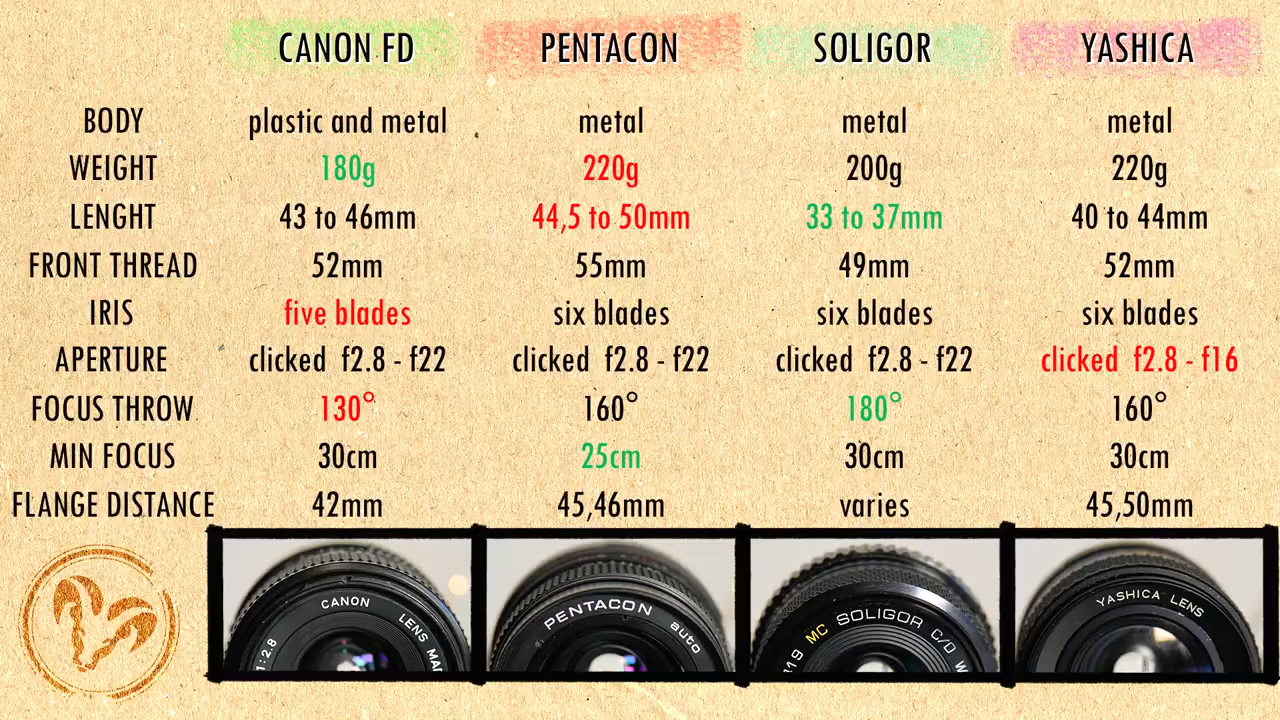 CANON FD PENTACON SOLIGOR YASHICA
BODY plastic and metal metal metal metal
WEIGHT 180g 220g 200g 220g
LENGHT 43 to 46mm 44,5 to 50mm 33 to 37mm 40 to 44mm
FRONT THREAD 52mm 55mm 49mm 52mm
IRIS five blades six blades six blades six blades
APERTURE clicked f2.8 - f22 clicked f2.8 - f22 clicked f2.8 - f22 clicked f2.8 - f16
FOCUS THROW 130° 160° 180° 160°
MIN FOCUS 30cm 25cm 30cm 30cm
FLANGE DISTANCE 42mm 45,46mm varies 45,50mm
1:2.8 CANON LENS
PENTACON auto
MC SOLIGOR C/D W
YASHICA LENS